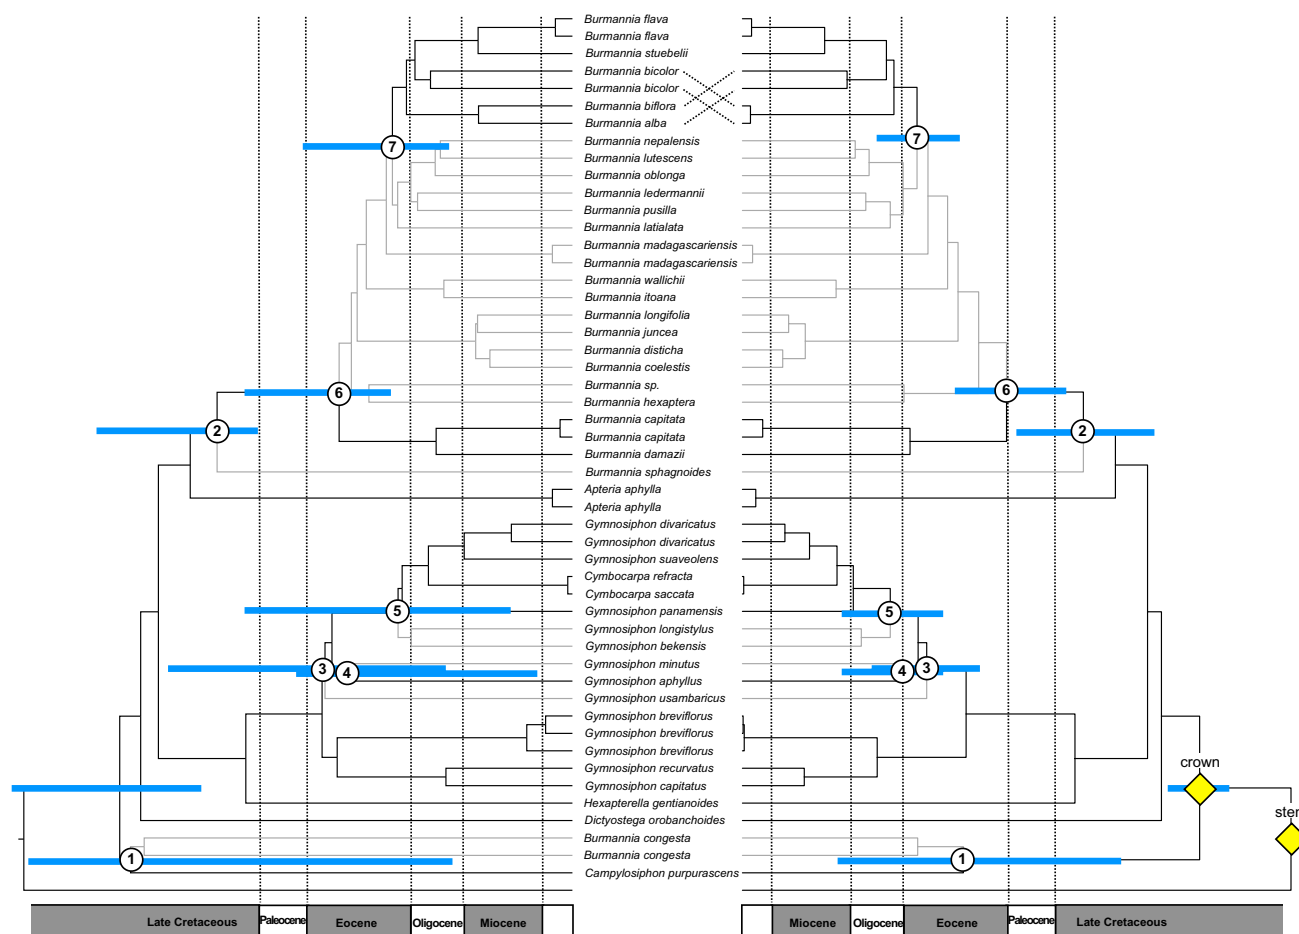 Burmannia flava
Burmannia flava
Burmannia stuebelii
Burmannia bicolor
Burmannia bicolor
Burmannia biflora
Burmannia alba
7
7
Burmannia nepalensis
Burmannia lutescens
Burmannia oblonga
Burmannia ledermannii
Burmannia pusilla
Burmannia latialata
Burmannia madagascariensis
Burmannia madagascariensis
Burmannia wallichii
Burmannia itoana
Burmannia longifolia
Burmannia juncea
Burmannia disticha
Burmannia coelestis
Burmannia sp.
6
6
Burmannia hexaptera
Burmannia capitata
2
2
Burmannia capitata
Burmannia damazii
Burmannia sphagnoides
Apteria aphylla
Apteria aphylla
Gymnosiphon divaricatus
Gymnosiphon divaricatus
Gymnosiphon suaveolens
Cymbocarpa refracta
Cymbocarpa saccata
5
Gymnosiphon panamensis
5
Gymnosiphon longistylus
Gymnosiphon bekensis
Gymnosiphon minutus
3
4
4
3
Gymnosiphon aphyllus
Gymnosiphon usambaricus
Gymnosiphon breviflorus
Gymnosiphon breviflorus
Gymnosiphon breviflorus
crown
Gymnosiphon recurvatus
Gymnosiphon capitatus
Hexapterella gentianoides
stem
Dictyostega orobanchoides
Burmannia congesta
Burmannia congesta
1
1
Campylosiphon purpurascens
Late Cretaceous Paleocene Eocene Oligocene Miocene
Miocene Oligocene Eocene Paleocene Late Cretaceous